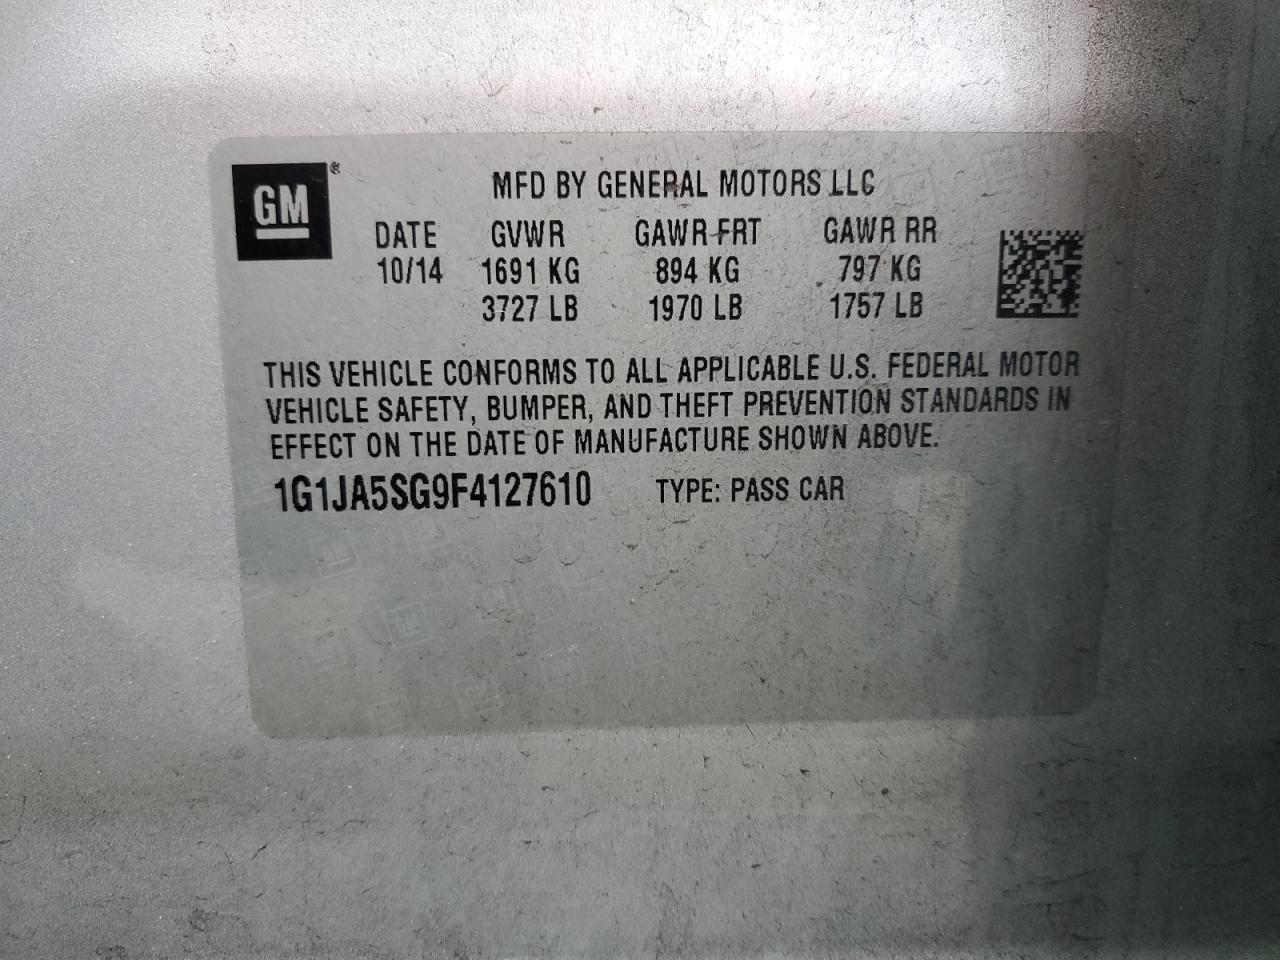 GM ®
MFD BY GENERAL MOTORS LLC
DATE GVWR GAWR FRT GAWR RR
10/14 1691 KG 894 KG 797 KG
3727 LB 1970 LB 1757 LB
THIS VEHICLE CONFORMS TO ALL APPLICABLE U.S. FEDERAL MOTOR
VEHICLE SAFETY, BUMPER, AND THEFT PREVENTION STANDARDS IN
EFFECT ON THE DATE OF MANUFACTURE SHOWN ABOVE.
1G1JA5SG9F4127610 TYPE: PASS CAR